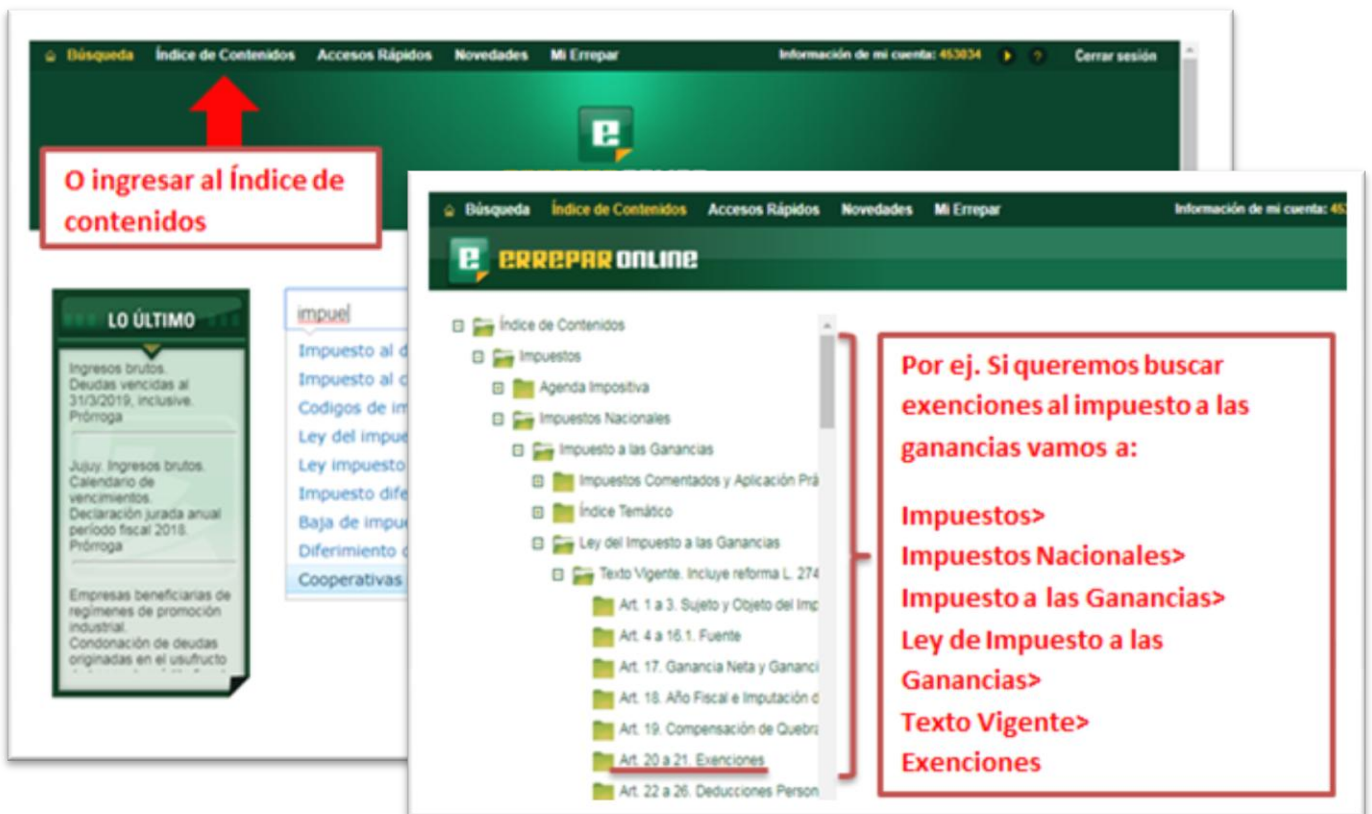 Búsqueda Índice de Contenidos Accesos Rápidos Novedades Mi Errepar Información de mi cuenta: 453034 ? Cerrar sesión
O ingresar al Índice de
contenidos
LO ÚLTIMO
Ingresos brutos.
Deudas vencidas al
31/3/2019, inclusive.
Prórroga
Jujuy. Ingresos brutos.
Calendario de
vencimientos.
Declaración jurada anual
período fiscal 2018.
Prórroga
Empresas beneficiarias de
regímenes de promoción
industrial.
Condonación de deudas
originadas en el usufructo
impuel
Impuesto al d
Impuesto al c
Codigos de im
Ley del impue
Ley impuesto
Impuesto dife
Baja de impue
Diferimiento
Cooperativas
Búsqueda Índice de Contenidos Accesos Rápidos Novedades Mi Errepar Información de mi cuenta: 45
ERREPAR ONLINE
Índice de Contenidos
Impuestos
Agenda Impositiva
Impuestos Nacionales
Impuesto a las Ganancias
Impuestos Comentados y Aplicación Prá
Índice Temático
Ley del Impuesto a las Ganancias
Texto Vigente. Incluye reforma L. 274
Art. 1 a 3. Sujeto y Objeto del Imp
Art. 4 a 16.1. Fuente
Art. 17. Ganancia Neta y Gananci
Art. 18. Año Fiscal e Imputación d
Art. 19. Compensación de Quebra
Art. 20 a 21. Exenciones
Art. 22 a 26. Deducciones Person
Por ej. Si queremos buscar
exenciones al impuesto a las
ganancias vamos a:
Impuestos>
Impuestos Nacionales>
Impuesto a las Ganancias>
Ley de Impuesto a las
Ganancias>
Texto Vigente>
Exenciones